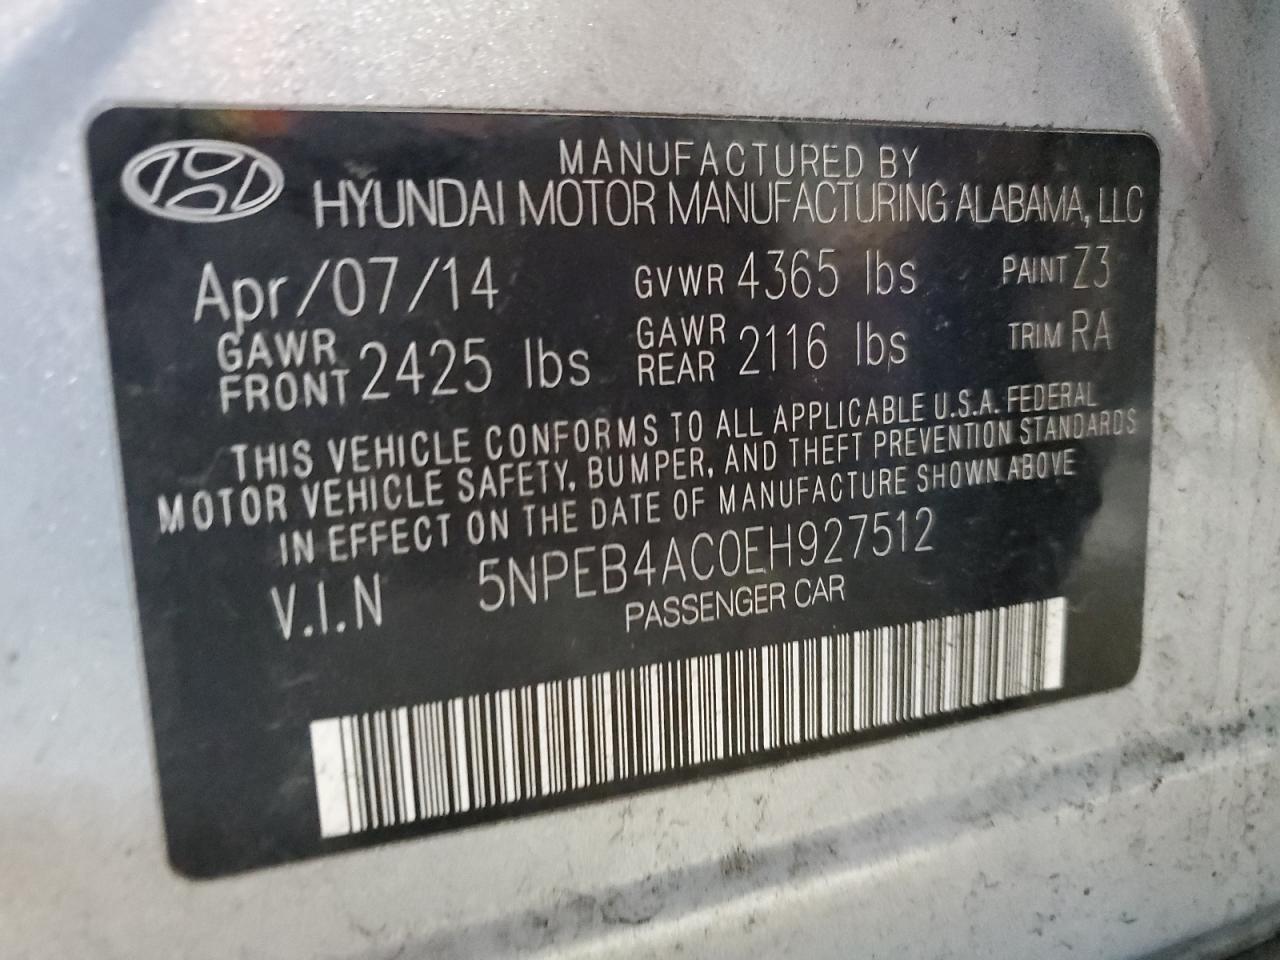 MANUFACTURED BY
HYUNDAI MOTOR MANUFACTURING ALABAMA, LLC
Apr/07/14 GVWR 4365 lbs PAINT Z3
GAWR FRONT 2425 lbs GAWR REAR 2116 lbs TRIM RA
THIS VEHICLE CONFORMS TO ALL APPLICABLE U.S.A. FEDERAL
MOTOR VEHICLE SAFETY, BUMPER, AND THEFT PREVENTION STANDARDS
IN EFFECT ON THE DATE OF MANUFACTURE SHOWN ABOVE
V.I.N 5NPEB4AC0EH927512
PASSENGER CAR